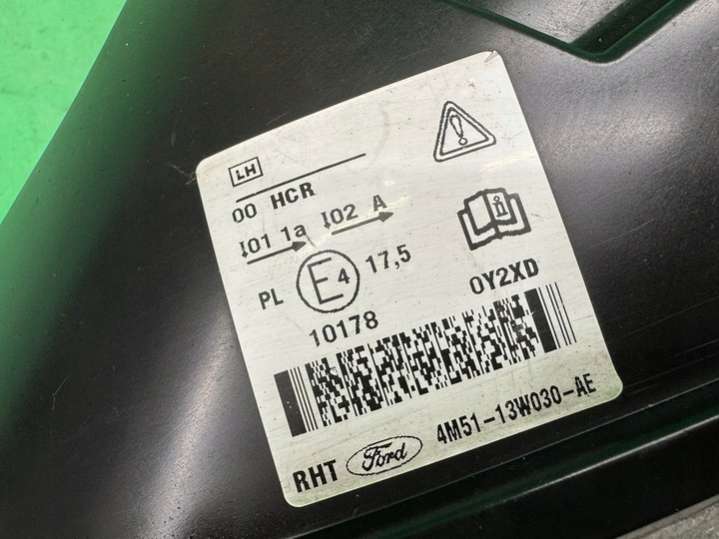 LH
00 HCR
I01 1a I02 A
PL E4 17,5
10178
0Y2XD
4M51-13W030-AE
RHT Ford